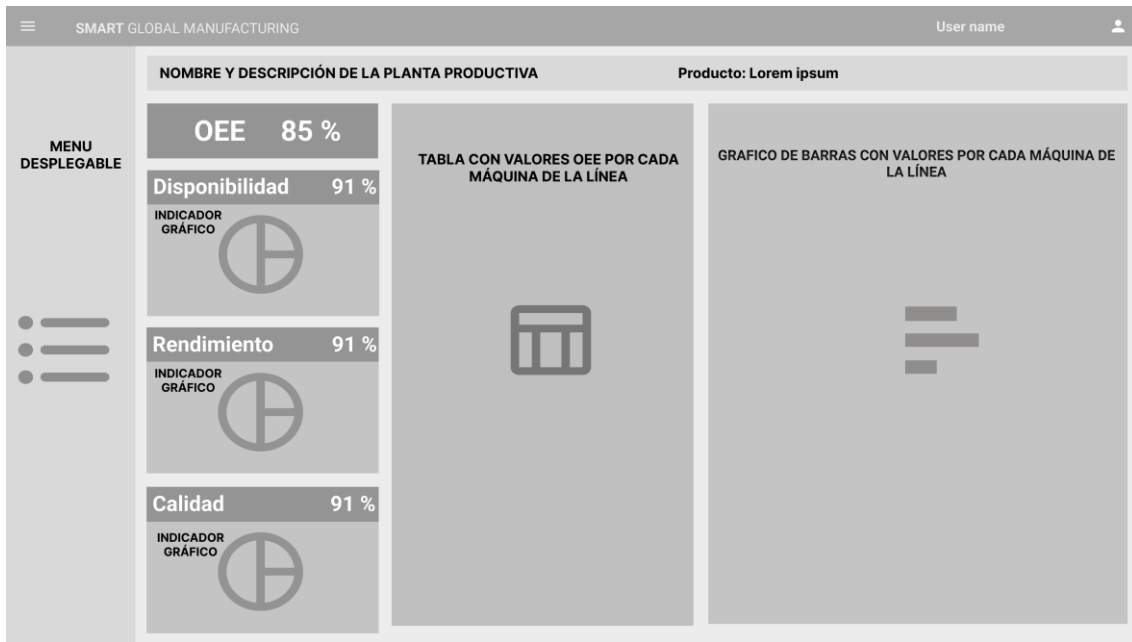 SMART GLOBAL MANUFACTURING
User name
NOMBRE Y DESCRIPCIÓN DE LA PLANTA PRODUCTIVA
Producto: Lorem ipsum
MENU
DESPLEGABLE
OEE 85 %
Disponibilidad 91 %
INDICADOR
GRÁFICO
Rendimiento 91 %
INDICADOR
GRÁFICO
Calidad 91 %
INDICADOR
GRÁFICO
TABLA CON VALORES OEE POR CADA
MÁQUINA DE LA LÍNEA
GRAFICO DE BARRAS CON VALORES POR CADA MÁQUINA DE
LA LÍNEA